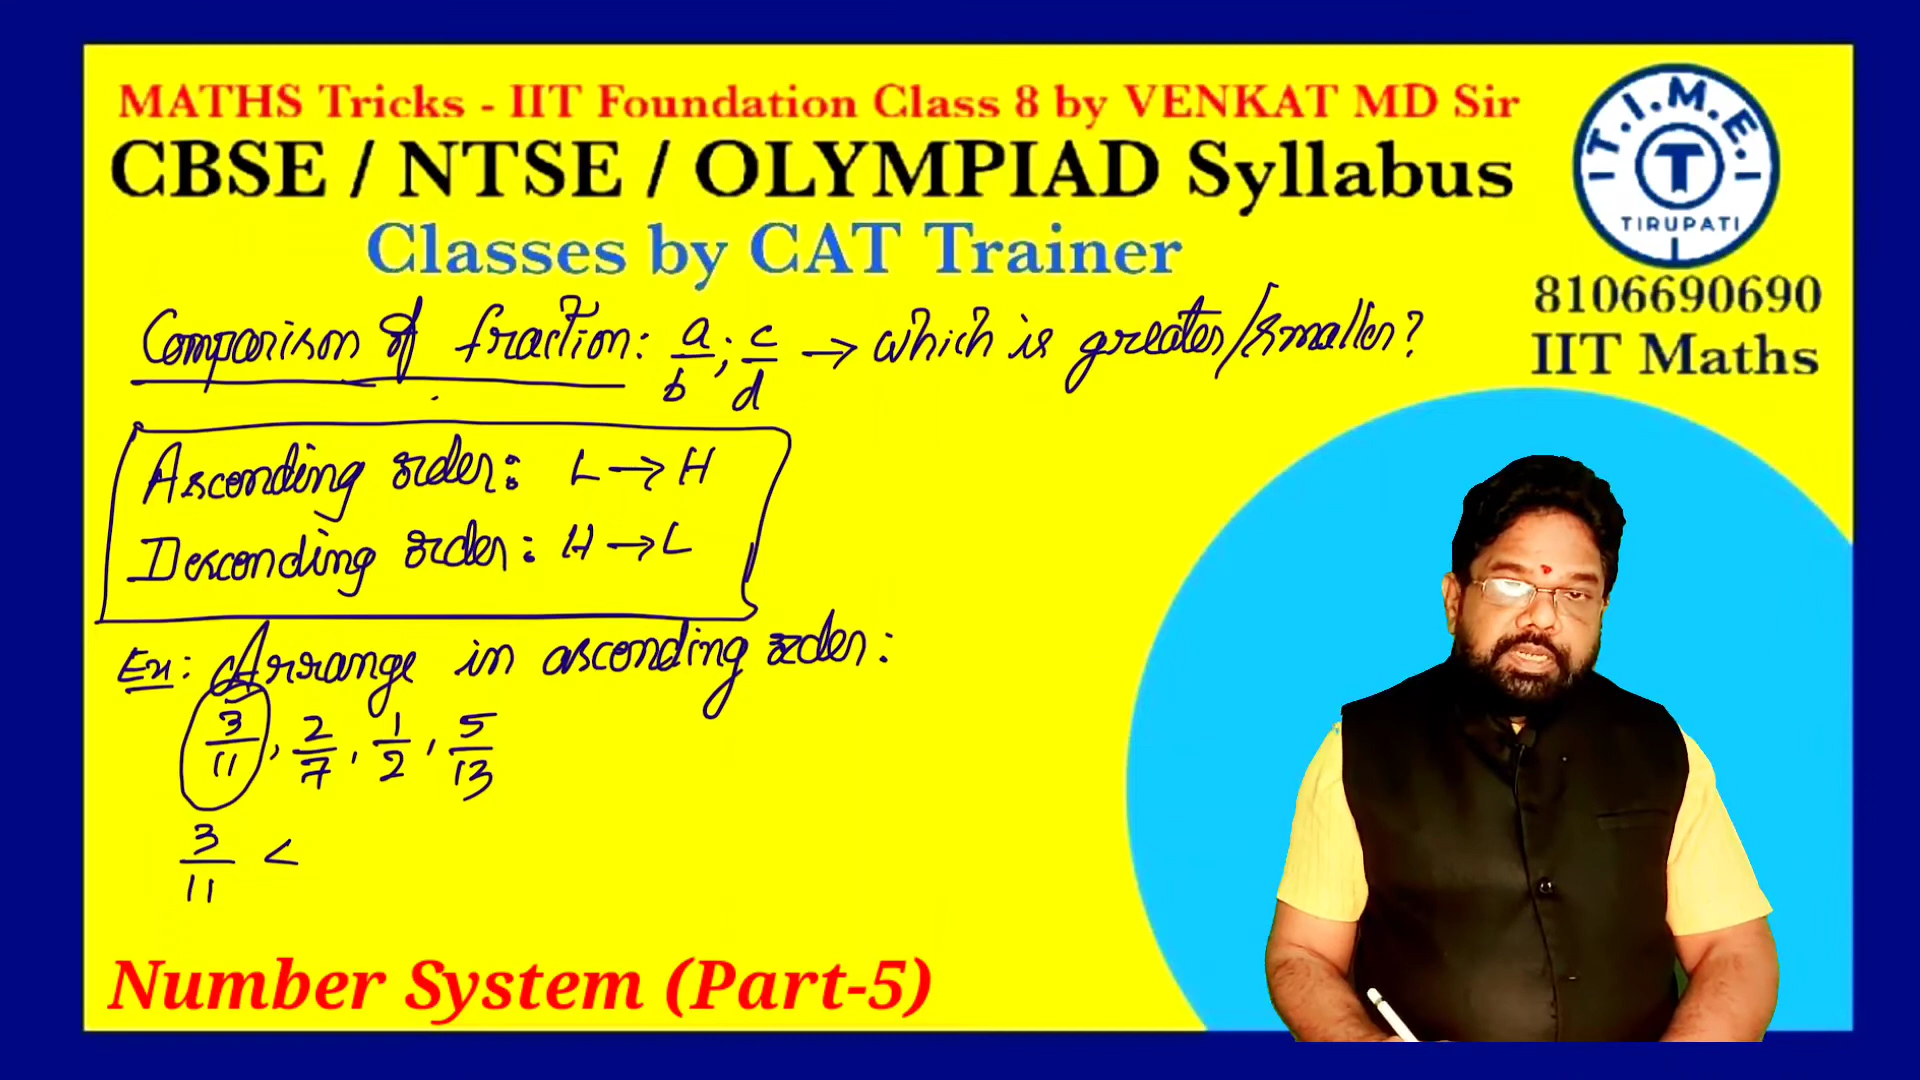 MATHS Tricks - IIT Foundation Class 8 by VENKAT MD Sir
CBSE / NTSE / OLYMPIAD Syllabus
Classes by CAT Trainer
T.I.M.E.
T
TIRUPATI
8106690690
IIT Maths
Comparison of fraction: a/b ; c/d → which is greater/smaller?
Ascending order: L → H
Descending order: H → L
Ex: Arrange in ascending order:
3/11, 2/7, 1/2, 5/13
3/11 <
Number System (Part-5)